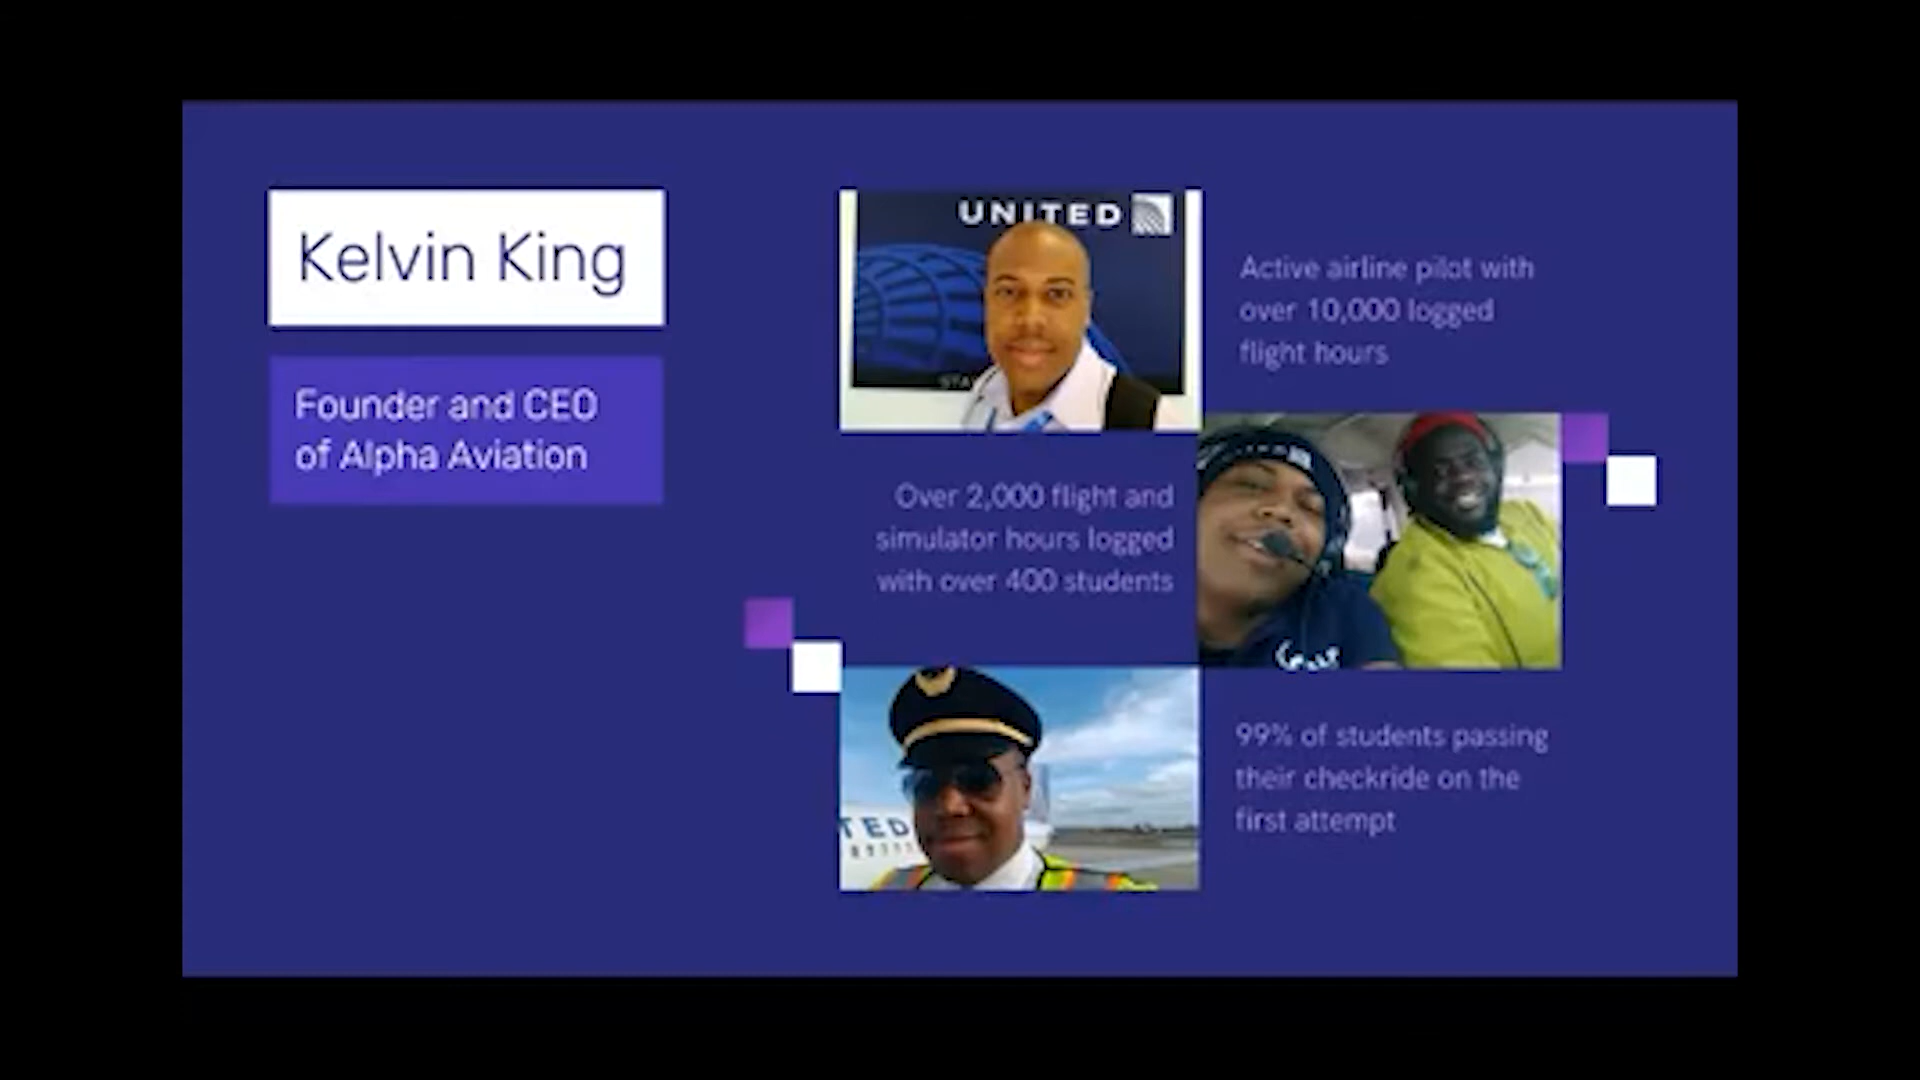 Kelvin King
Founder and CEO
of Alpha Aviation
UNITED
Active airline pilot with
over 10,000 logged
flight hours
Over 2,000 flight and
simulator hours logged
with over 400 students
TED
99% of students passing
their checkride on the
first attempt